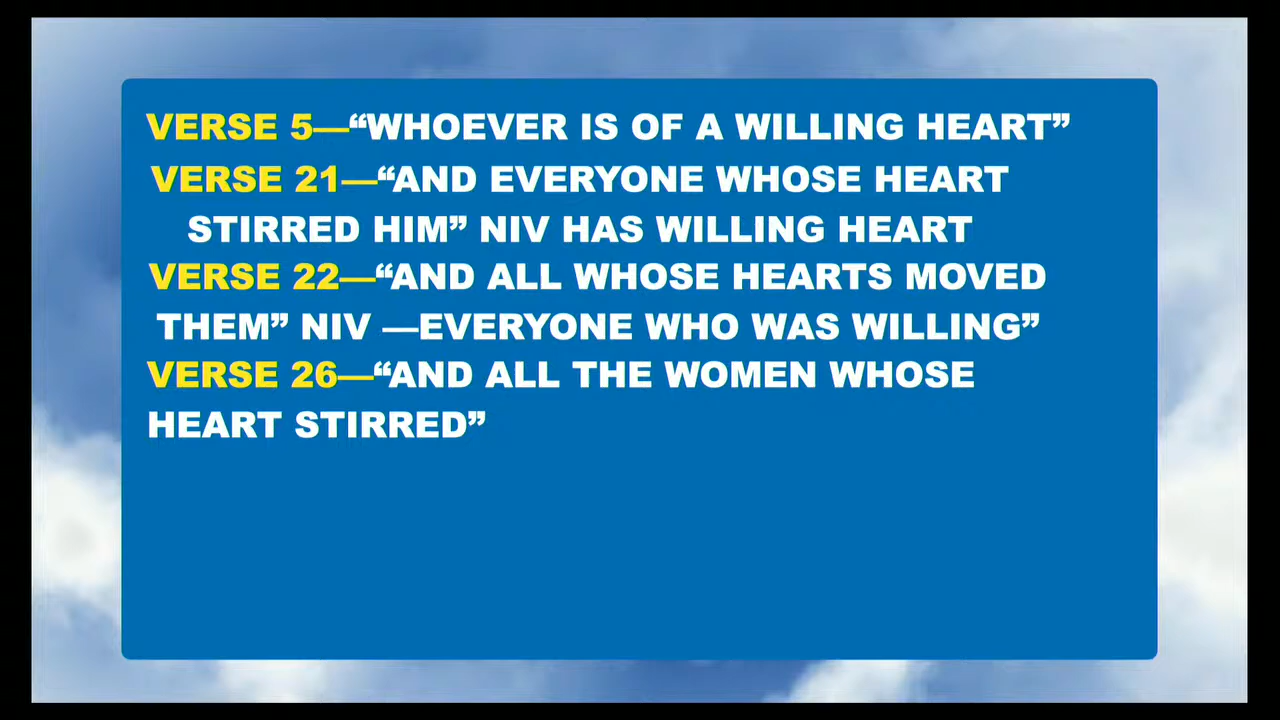 VERSE 5—“WHOEVER IS OF A WILLING HEART”
VERSE 21—“AND EVERYONE WHOSE HEART
STIRRED HIM” NIV HAS WILLING HEART
VERSE 22—“AND ALL WHOSE HEARTS MOVED
THEM” NIV —EVERYONE WHO WAS WILLING”
VERSE 26—“AND ALL THE WOMEN WHOSE
HEART STIRRED”